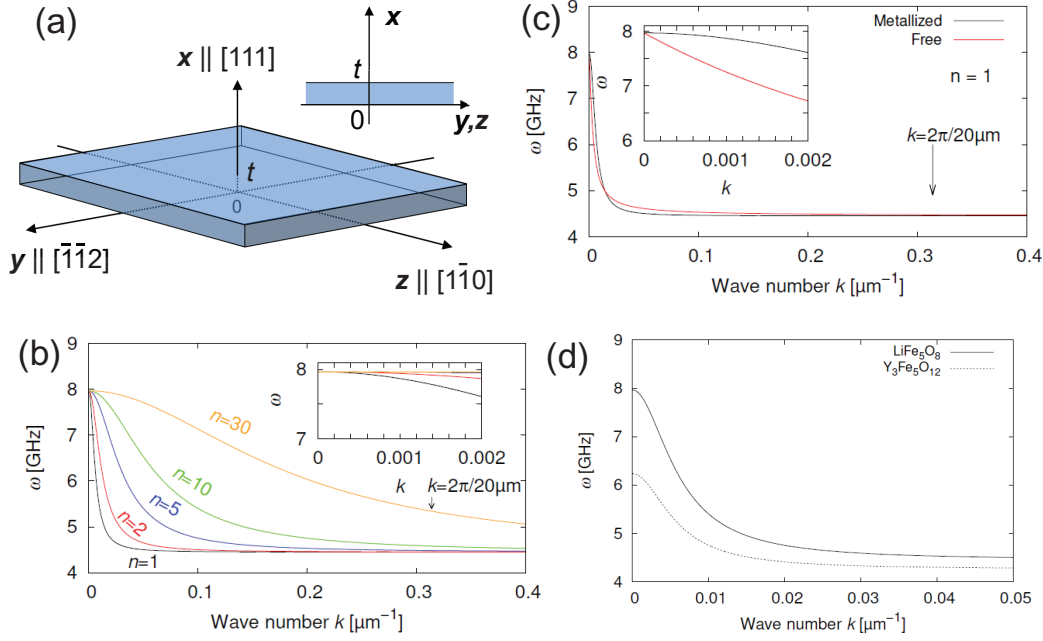 (a)
x
x || [111]
t
0
y,z
t
0
y || [1̅1̅2]
z || [11̅0]
(c)
9
8
7
6
5
4
ω [GHz]
Metallized
Free
n = 1
k=2π/20μm
8
7
6
ω
0
0.001
0.002
k
0
0.1
0.2
0.3
0.4
Wave number k [μm⁻¹]
(b)
9
8
7
6
5
4
ω [GHz]
n=30
n=10
n=5
n=2
n=1
8
7
ω
0
0.001
0.002
k
k=2π/20μm
0
0.1
0.2
0.3
0.4
Wave number k [μm⁻¹]
(d)
9
8
7
6
5
4
ω [GHz]
LiFe₅O₈
Y₃Fe₅O₁₂
0
0.01
0.02
0.03
0.04
0.05
Wave number k [μm⁻¹]